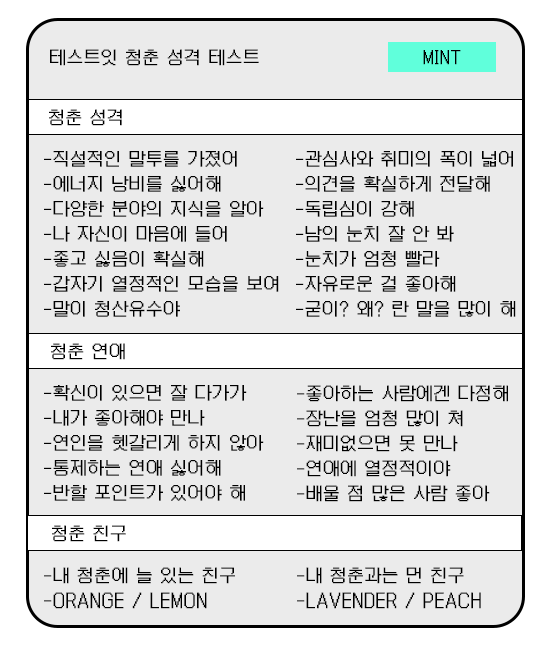 테스트잇 청춘 성격 테스트
MINT
청춘 성격
-직설적인 말투를 가졌어
-에너지 낭비를 싫어해
-다양한 분야의 지식을 알아
-나 자신이 마음에 들어
-좋고 싫음이 확실해
-갑자기 열정적인 모습을 보여
-말이 청산유수야
-관심사와 취미의 폭이 넓어
-의견을 확실하게 전달해
-독립심이 강해
-남의 눈치 잘 안 봐
-눈치가 엄청 빨라
-자유로운 걸 좋아해
-굳이? 왜? 란 말을 많이 해
청춘 연애
-확신이 있으면 잘 다가가
-내가 좋아해야 만나
-연인을 헷갈리게 하지 않아
-통제하는 연애 싫어해
-반할 포인트가 있어야 해
-좋아하는 사람에겐 다정해
-장난을 엄청 많이 쳐
-재미없으면 못 만나
-연애에 열정적이야
-배울 점 많은 사람 좋아
청춘 친구
-내 청춘에 늘 있는 친구
-ORANGE / LEMON
-내 청춘과는 먼 친구
-LAVENDER / PEACH